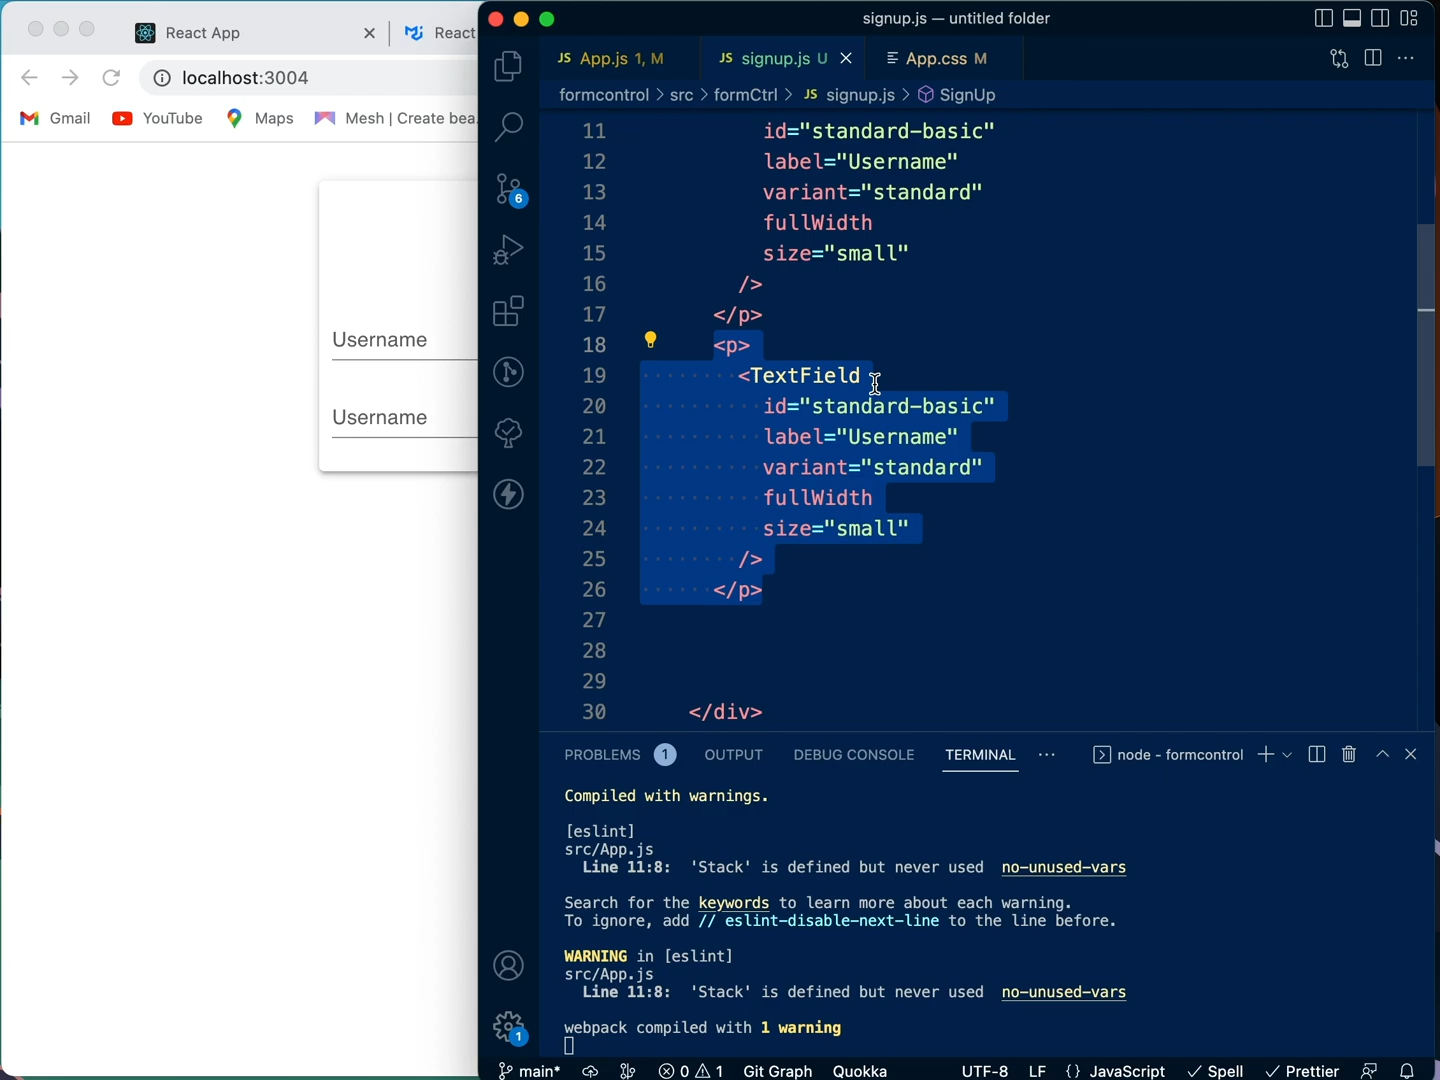 React App
React
localhost:3004
Gmail
YouTube
Maps
Mesh | Create bea
Username
Username
signup.js — untitled folder
JS App.js 1, M
JS signup.js U
App.css M
formcontrol > src > formCtrl > JS signup.js > SignUp
11 id="standard-basic"
12 label="Username"
13 variant="standard"
14 fullWidth
15 size="small"
16 />
17 </p>
18 <p>
19 <TextField
20 id="standard-basic"
21 label="Username"
22 variant="standard"
23 fullWidth
24 size="small"
25 />
26 </p>
27
28
29
30 </div>
6
1
PROBLEMS 1 OUTPUT DEBUG CONSOLE TERMINAL ··· node - formcontrol
Compiled with warnings.
[eslint]
src/App.js
Line 11:8: 'Stack' is defined but never used no-unused-vars
Search for the keywords to learn more about each warning.
To ignore, add // eslint-disable-next-line to the line before.
WARNING in [eslint]
src/App.js
Line 11:8: 'Stack' is defined but never used no-unused-vars
webpack compiled with 1 warning
main* 0 1 Git Graph Quokka UTF-8 LF {} JavaScript Spell Prettier